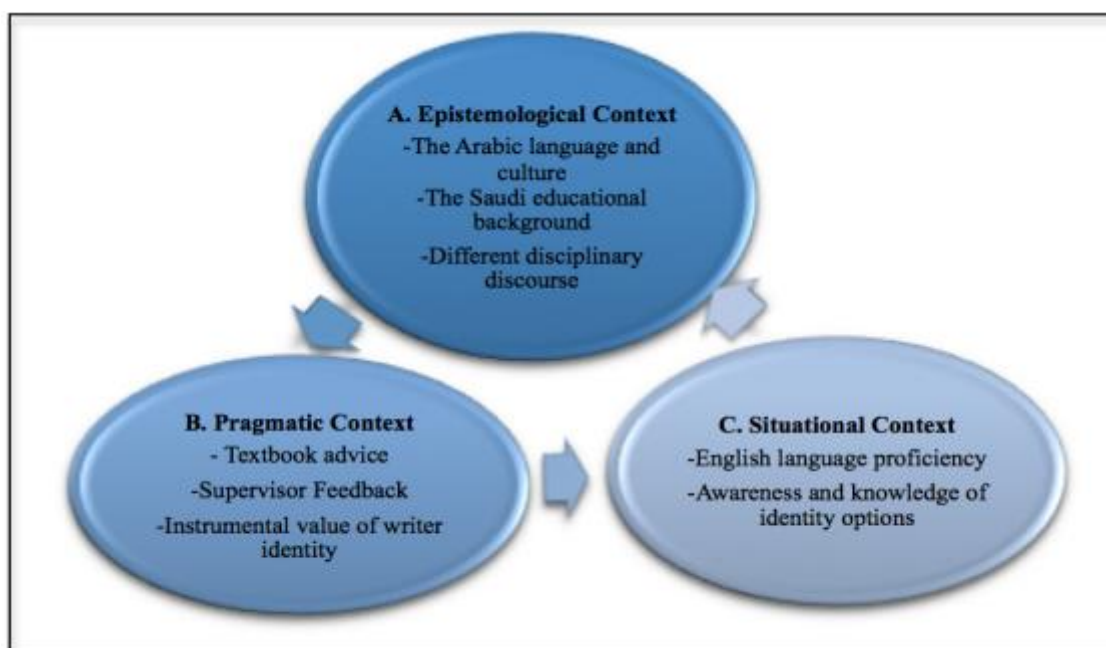 A. Epistemological Context
-The Arabic language and
culture
-The Saudi educational
background
-Different disciplinary
discourse
B. Pragmatic Context
- Textbook advice
-Supervisor Feedback
-Instrumental value of writer
identity
C. Situational Context
-English language proficiency
-Awareness and knowledge of
identity options